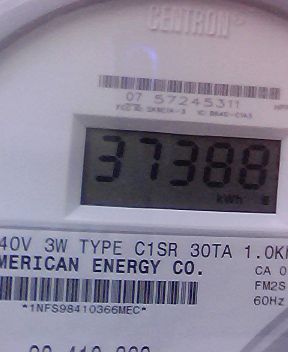 CENTRON®
07 57245311
37388
kWh
40V 3W TYPE C1SR 30TA 1.0K
MERICAN ENERGY CO.
CA 0
FM2S
60Hz
*1NFS98410366MEC*